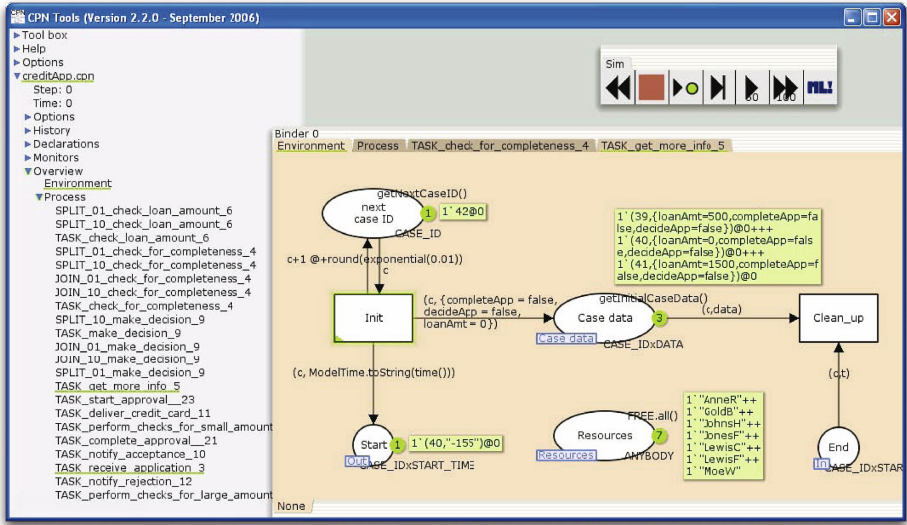 CPN Tools (Version 2.2.0 - September 2006)
Tool box
Help
Options
creditApp.cpn
Step: 0
Time: 0
Options
History
Declarations
Monitors
Overview
Environment
Process
SPLIT_01_check_loan_amount_6
SPLIT_10_check_loan_amount_6
TASK_check_loan_amount_6
SPLIT_01_check_for_completeness_4
SPLIT_10_check_for_completeness_4
JOIN_01_check_for_completeness_4
JOIN_10_check_for_completeness_4
TASK_check_for_completeness_4
SPLIT_10_make_decision_9
TASK_make_decision_9
JOIN_01_make_decision_9
JOIN_10_make_decision_9
SPLIT_01_make_decision_9
TASK_get_more_info_5
TASK_start_approval__23
TASK_deliver_credit_card_11
TASK_perform_checks_for_small_amount
TASK_complete_approval__21
TASK_notify_acceptance_10
TASK_receive_application_3
TASK_notify_rejection_12
TASK_perform_checks_for_large_amount
Sim
50
100
ML!
Binder 0
Environment Process TASK_check_for_completeness_4 TASK_get_more_info_5
getNextCaseID()
next
case ID
1
1`42@0
CASE_ID
c+1 @+round(exponential(0.01))
c
Init
(c, {completeApp = false,
decideApp = false,
loanAmt = 0})
1`(39,{loanAmt=500,completeApp=fa
lse,decideApp=false})@0+++
1`(40,{loanAmt=0,completeApp=fals
e,decideApp=false})@0+++
1`(41,{loanAmt=1500,completeApp=f
alse,decideApp=false})@0
getInitialCaseData()
Case data
3
Case data
CASE_IDxDATA
(c,data)
Clean_up
(c, ModelTime.toString(time()))
(c,t)
Start
1
1`(40,"-155")@0
Out
CASE_IDxSTART_TIME
FREE.all()
Resources
7
Resources
ANYBODY
1`"AnneR"++
1`"GoldB"++
1`"JohnsH"++
1`"JonesF"++
1`"LewisC"++
1`"LewisF"++
1`"MoeW"
End
In
CASE_IDxSTAR
None